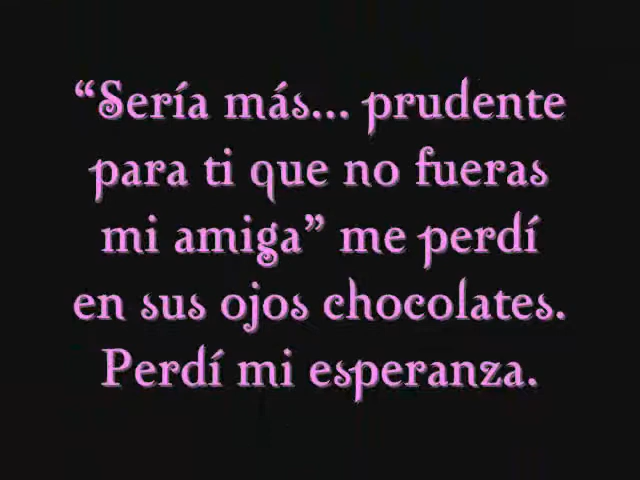 “Sería más... prudente
para ti que no fueras
mi amiga” me perdí
en sus ojos chocolates.
Perdí mi esperanza.